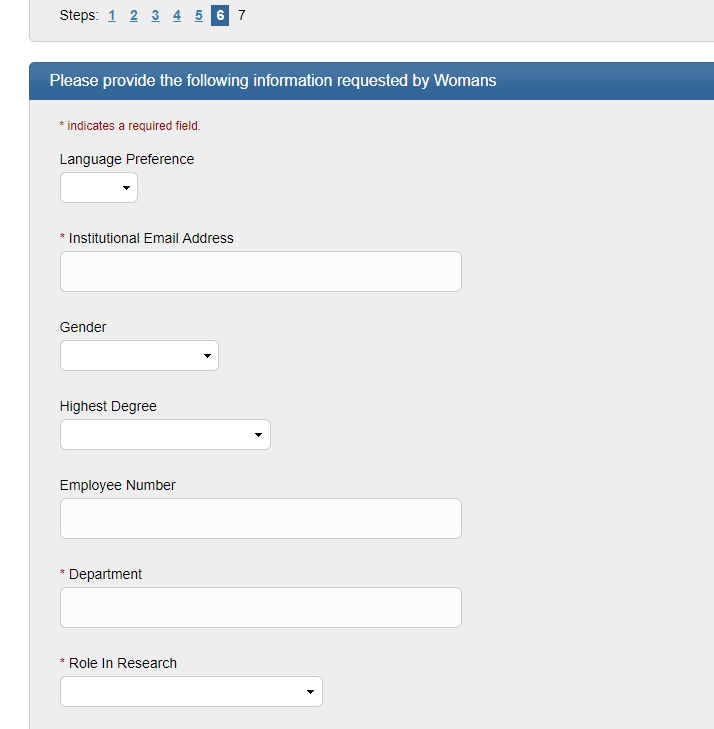 Steps: 1 2 3 4 5 6 7
Please provide the following information requested by Womans
* indicates a required field.
Language Preference
* Institutional Email Address
Gender
Highest Degree
Employee Number
* Department
* Role In Research